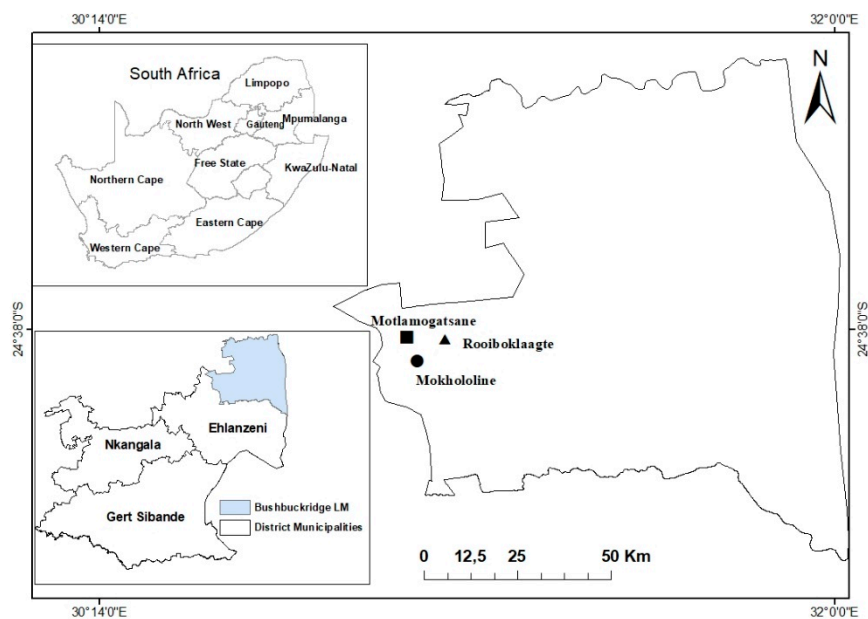 30°14'0"E
32°0'0"E
South Africa
Limpopo
North West
Gauteng
Mpumalanga
Free State
KwaZulu-Natal
Northern Cape
Eastern Cape
Western Cape
N
24°38'0"S
24°38'0"S
Motlamogatsane
Rooiboklaagte
Mokhololine
Ehlanzeni
Nkangala
Gert Sibande
Bushbuckridge LM
District Municipalities
0 12,5 25 50 Km
30°14'0"E
32°0'0"E